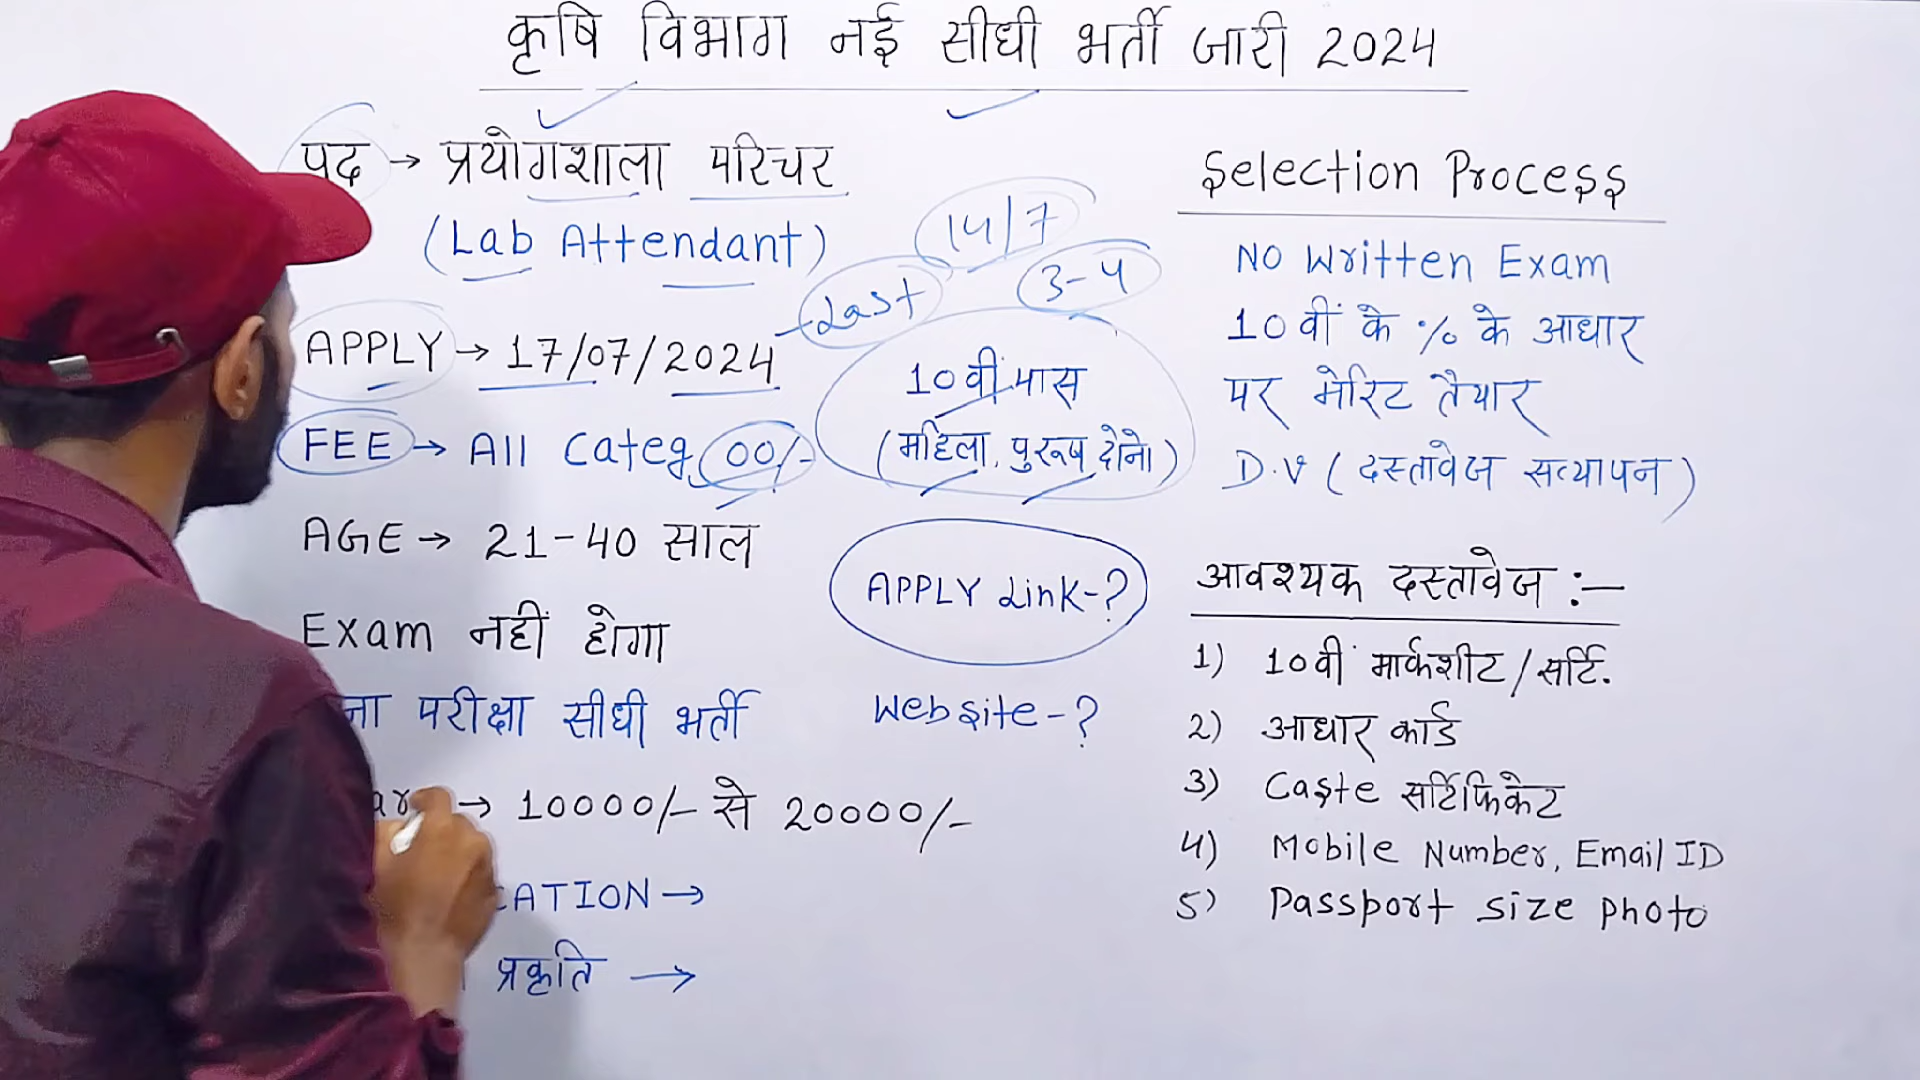 कृषि विभाग नई सीधी भर्ती जारी 2024
पद → प्रयोगशाला परिचर
(Lab Attendant)
APPLY → 17/07/2024
Last
14/7
3-4
FEE → All Categ 00/-
AGE → 21-40 साल
Exam नहीं होगा
ना परीक्षा सीधी भर्ती
ar → 10000/- से 20000/-
CATION →
प्रकृति →
10वीं पास
(महिला, पुरूष, दोनो)
APPLY Link-?
Website-?
Selection Process
NO Written Exam
10वीं के % के आधार
पर मेरिट तैयार
D.V (दस्तावेज सत्यापन)
आवश्यक दस्तावेज :-
1) 10वीं मार्कशीट/सर्टि.
2) आधार कार्ड
3) Caste सर्टिफिकेट
4) Mobile Number, Email ID
5) Passport size photo